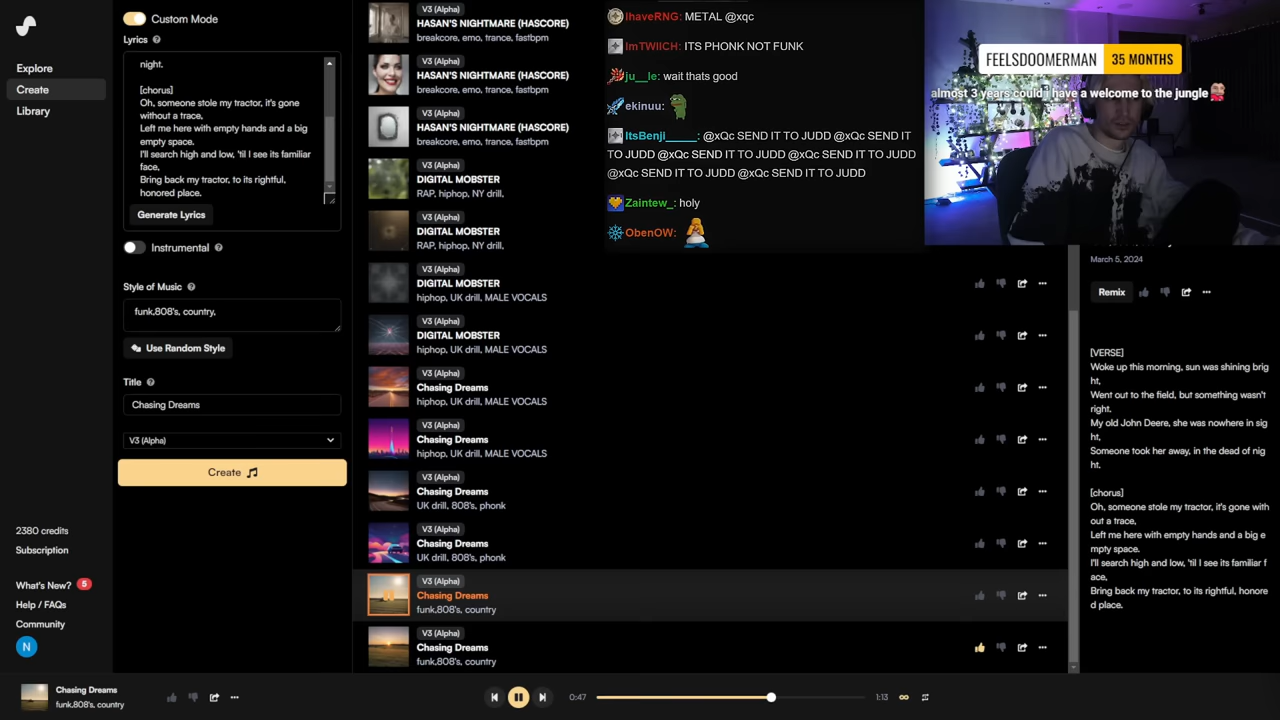 Custom Mode
Lyrics
night.
[chorus]
Oh, someone stole my tractor, it's gone
without a trace,
Left me here with empty hands and a big
empty space.
I'll search high and low, 'til I see its familiar
face,
Bring back my tractor, to its rightful,
honored place.
Generate Lyrics
Instrumental
Style of Music
funk,808's, country,
Use Random Style
Title
Chasing Dreams
V3 (Alpha)
Create
Explore
Create
Library
2380 credits
Subscription
What's New? 5
Help / FAQs
Community
N
V3 (Alpha)
HASAN'S NIGHTMARE (HASCORE)
breakcore, emo, trance, fastbpm
V3 (Alpha)
HASAN'S NIGHTMARE (HASCORE)
breakcore, emo, trance, fastbpm
V3 (Alpha)
HASAN'S NIGHTMARE (HASCORE)
breakcore, emo, trance, fastbpm
V3 (Alpha)
DIGITAL MOBSTER
RAP, hiphop, NY drill,
V3 (Alpha)
DIGITAL MOBSTER
RAP, hiphop, NY drill,
V3 (Alpha)
DIGITAL MOBSTER
hiphop, UK drill, MALE VOCALS
V3 (Alpha)
DIGITAL MOBSTER
hiphop, UK drill, MALE VOCALS
V3 (Alpha)
Chasing Dreams
hiphop, UK drill, MALE VOCALS
V3 (Alpha)
Chasing Dreams
hiphop, UK drill, MALE VOCALS
V3 (Alpha)
Chasing Dreams
UK drill, 808's, phonk
V3 (Alpha)
Chasing Dreams
UK drill, 808's, phonk
V3 (Alpha)
Chasing Dreams
funk,808's, country
V3 (Alpha)
Chasing Dreams
funk,808's, country
IhaveRNG: METAL @xqc
ImTWIICH: ITS PHONK NOT FUNK
ju__le: wait thats good
ekinuu:
ItsBenji_____: @xQc SEND IT TO JUDD @xQc SEND IT
TO JUDD @xQc SEND IT TO JUDD @xQc SEND IT TO JUDD
@xQc SEND IT TO JUDD @xQc SEND IT TO JUDD
Zaintew_: holy
ObenOW:
FEELSDOOMERMAN 35 MONTHS
almost 3 years could i have a welcome to the jungle
March 5, 2024
Remix
[VERSE]
Woke up this morning, sun was shining brig
ht,
Went out to the field, but something wasn't
right.
My old John Deere, she was nowhere in sig
ht,
Someone took her away, in the dead of nig
ht.
[chorus]
Oh, someone stole my tractor, it's gone with
out a trace,
Left me here with empty hands and a big e
mpty space.
I'll search high and low, 'til I see its familiar f
ace,
Bring back my tractor, to its rightful, honore
d place.
Chasing Dreams
funk,808's, country
0:47
1:13